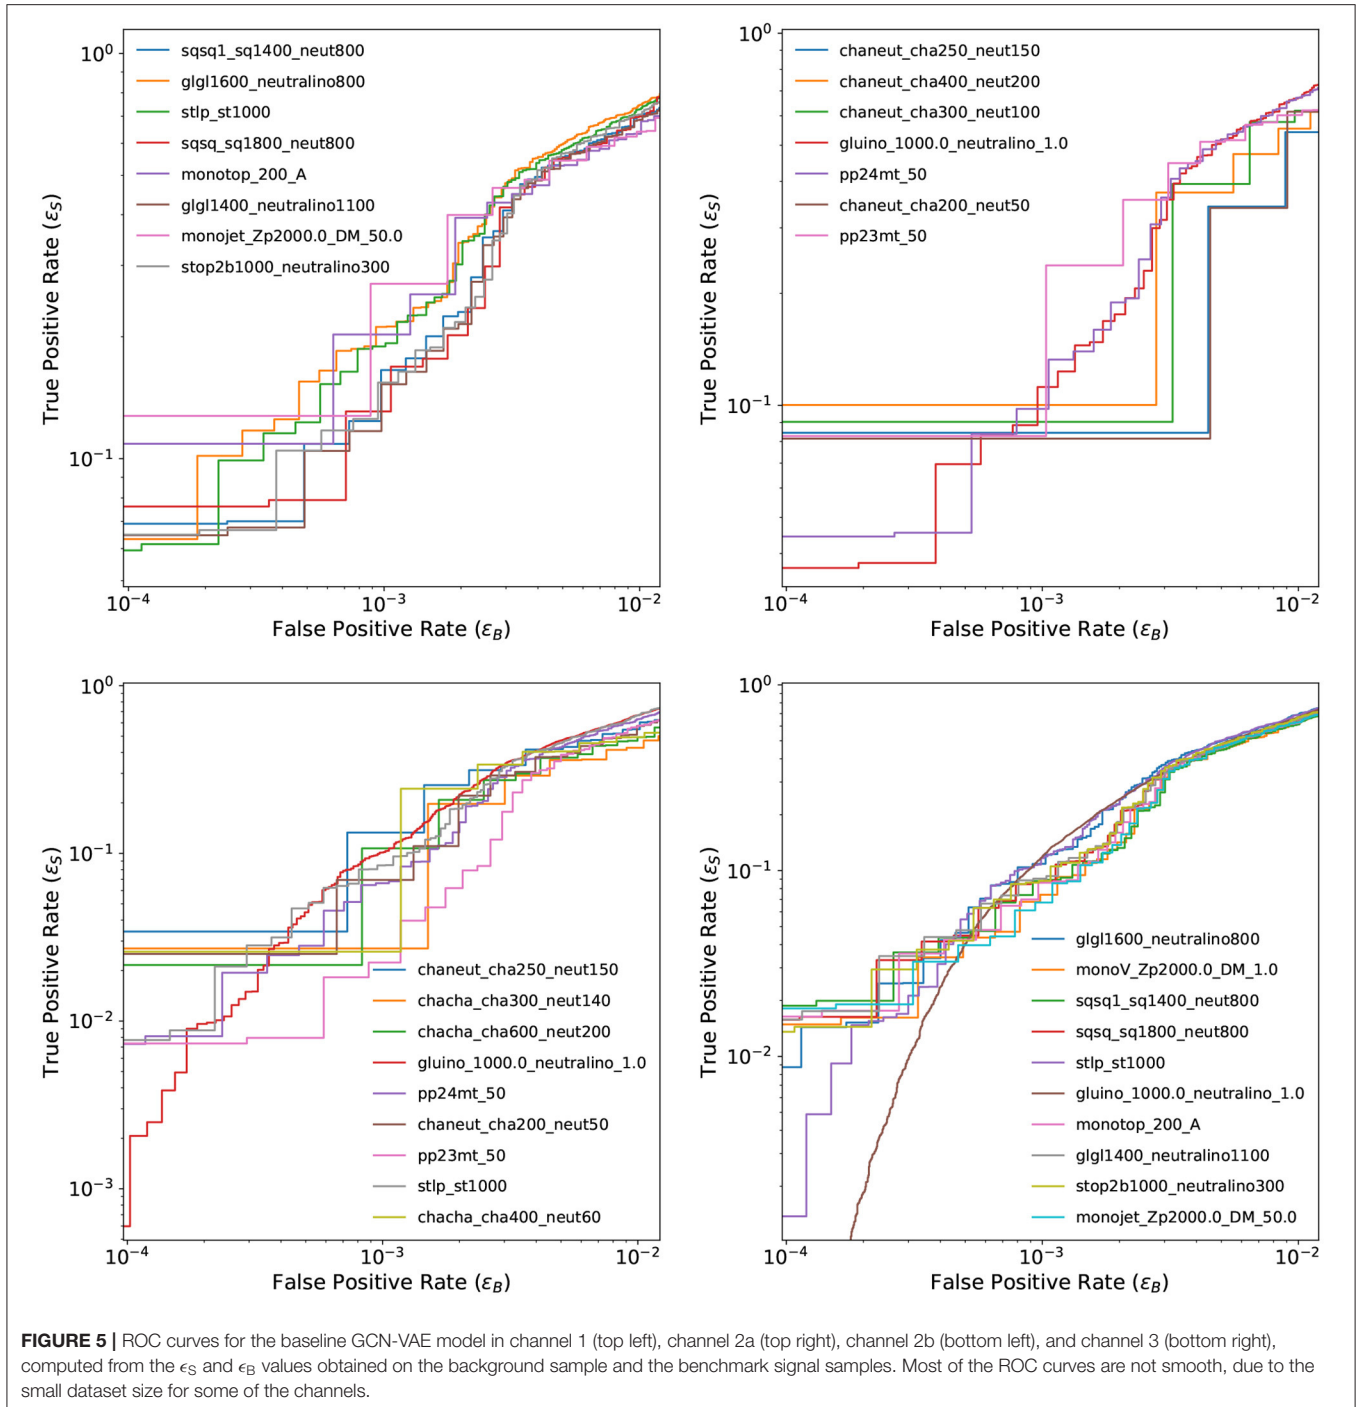 10⁰
10⁻¹
True Positive Rate (εS)
sqsq1_sq1400_neut800
glgl1600_neutralino800
stlp_st1000
sqsq_sq1800_neut800
monotop_200_A
glgl1400_neutralino1100
monojet_Zp2000.0_DM_50.0
stop2b1000_neutralino300
10⁻⁴ 10⁻³ 10⁻²
False Positive Rate (εB)
10⁰
10⁻¹
True Positive Rate (εS)
chaneut_cha250_neut150
chaneut_cha400_neut200
chaneut_cha300_neut100
gluino_1000.0_neutralino_1.0
pp24mt_50
chaneut_cha200_neut50
pp23mt_50
10⁻⁴ 10⁻³ 10⁻²
False Positive Rate (εB)
10⁰
10⁻¹
10⁻²
10⁻³
True Positive Rate (εS)
chaneut_cha250_neut150
chacha_cha300_neut140
chacha_cha600_neut200
gluino_1000.0_neutralino_1.0
pp24mt_50
chaneut_cha200_neut50
pp23mt_50
stlp_st1000
chacha_cha400_neut60
10⁻⁴ 10⁻³ 10⁻²
False Positive Rate (εB)
10⁰
10⁻¹
10⁻²
10⁻³
True Positive Rate (εS)
glgl1600_neutralino800
monoV_Zp2000.0_DM_1.0
sqsq1_sq1400_neut800
sqsq_sq1800_neut800
stlp_st1000
gluino_1000.0_neutralino_1.0
monotop_200_A
glgl1400_neutralino1100
stop2b1000_neutralino300
monojet_Zp2000.0_DM_50.0
10⁻⁴ 10⁻³ 10⁻²
False Positive Rate (εB)
FIGURE 5 | ROC curves for the baseline GCN-VAE model in channel 1 (top left), channel 2a (top right), channel 2b (bottom left), and channel 3 (bottom right),
computed from the ϵS and ϵB values obtained on the background sample and the benchmark signal samples. Most of the ROC curves are not smooth, due to the
small dataset size for some of the channels.